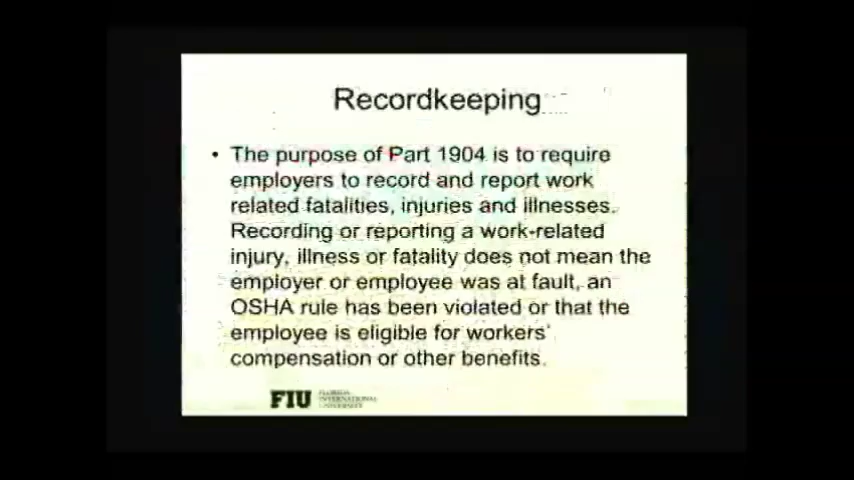 Recordkeeping
• The purpose of Part 1904 is to require
employers to record and report work
related fatalities, injuries and illnesses.
Recording or reporting a work-related
injury, illness or fatality does not mean the
employer or employee was at fault, an
OSHA rule has been violated or that the
employee is eligible for workers'
compensation or other benefits.
FIU
FLORIDA
INTERNATIONAL
UNIVERSITY